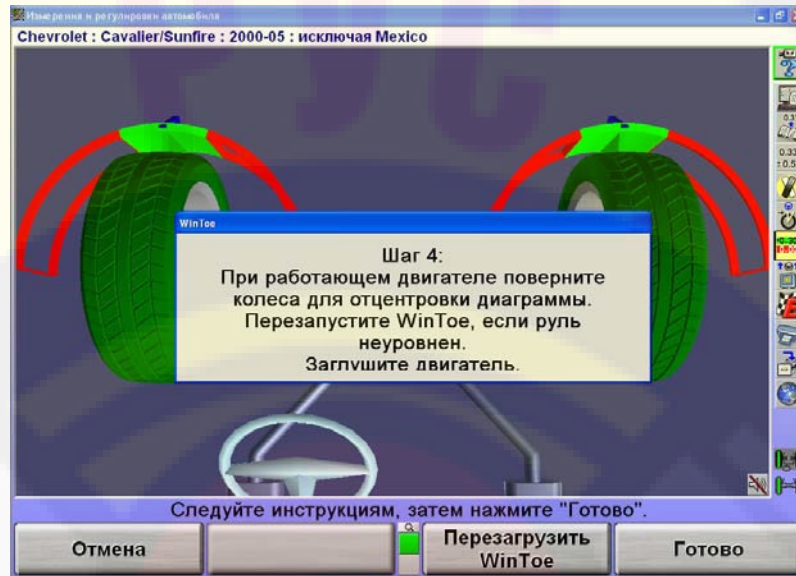 Измерения и регулировки автомобиля
Chevrolet : Cavalier/Sunfire : 2000-05 : исключая Mexico
WinToe
Шаг 4:
При работающем двигателе поверните
колеса для отцентровки диаграммы.
Перезапустите WinToe, если руль
неуровнен.
Заглушите двигатель.
Следуйте инструкциям, затем нажмите "Готово".
Отмена
Перезагрузить
WinToe
Готово